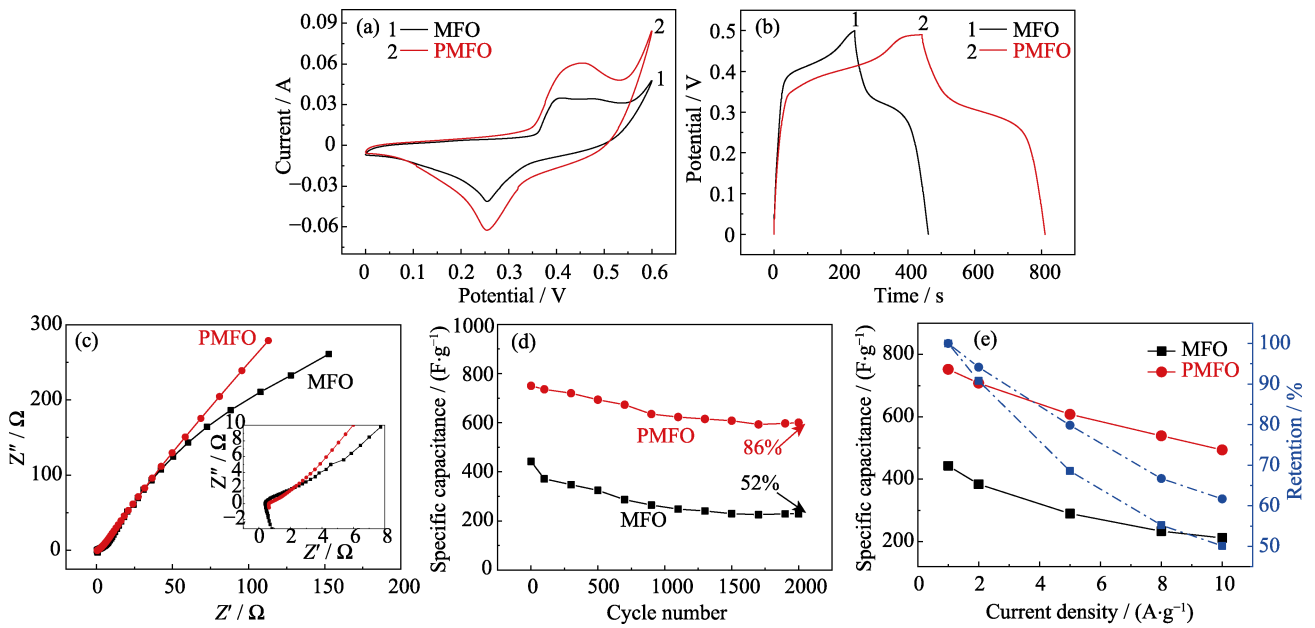 (a)
1 MFO
2 PMFO
2
1
0.09
0.06
0.03
0
−0.03
−0.06
Current / A
0 0.1 0.2 0.3 0.4 0.5 0.6
Potential / V
(b)
1 2
1 MFO
2 PMFO
0.5
0.4
0.3
0.2
0.1
0
Potential / V
0 200 400 600 800
Time / s
(c)
PMFO
MFO
300
200
100
0
Z″ / Ω
0 50 100 150 200
Z′ / Ω
10
8
6
4
2
0
−2
Z″ / Ω
0 2 4 6 8
Z′ / Ω
(d)
1000
800
600
400
200
0
Specific capacitance / (F·g⁻¹)
PMFO
86%
52%
MFO
0 500 1000 1500 2000
Cycle number
(e)
MFO
PMFO
800
600
400
200
Specific capacitance / (F·g⁻¹)
100
90
80
70
60
50
Retention / %
0 2 4 6 8 10
Current density / (A·g⁻¹)